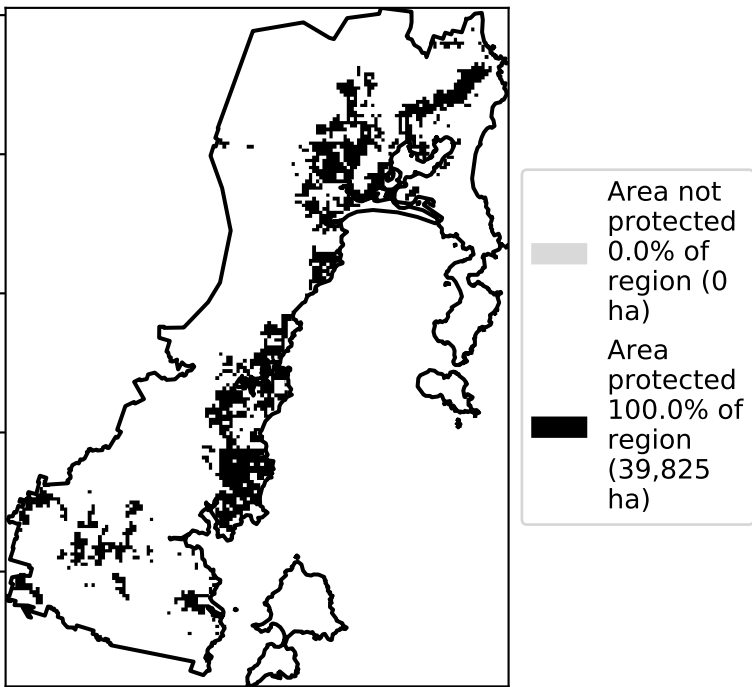 Area not
protected
0.0% of
region (0
ha)
Area
protected
100.0% of
region
(39,825
ha)